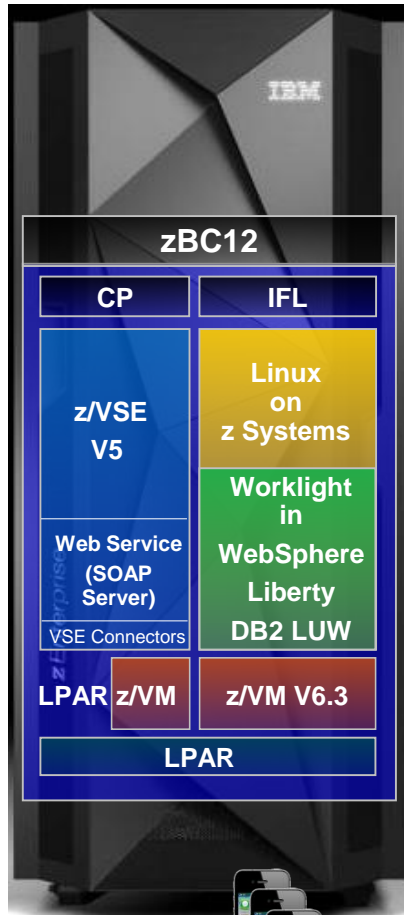 IBM
zBC12
CP
IFL
z/VSE
V5
Web Service
(SOAP
Server)
VSE Connectors
Linux
on
z Systems
Worklight
in
WebSphere
Liberty
DB2 LUW
zEnterprise
LPAR z/VM
z/VM V6.3
LPAR